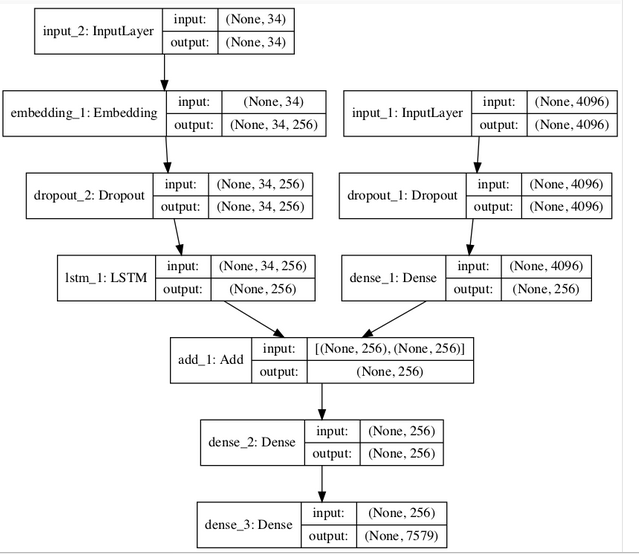 input_2: InputLayer
input: (None, 34)
output: (None, 34)
embedding_1: Embedding
input: (None, 34)
output: (None, 34, 256)
input_1: InputLayer
input: (None, 4096)
output: (None, 4096)
dropout_2: Dropout
input: (None, 34, 256)
output: (None, 34, 256)
dropout_1: Dropout
input: (None, 4096)
output: (None, 4096)
lstm_1: LSTM
input: (None, 34, 256)
output: (None, 256)
dense_1: Dense
input: (None, 4096)
output: (None, 256)
add_1: Add
input: [(None, 256), (None, 256)]
output: (None, 256)
dense_2: Dense
input: (None, 256)
output: (None, 256)
dense_3: Dense
input: (None, 256)
output: (None, 7579)